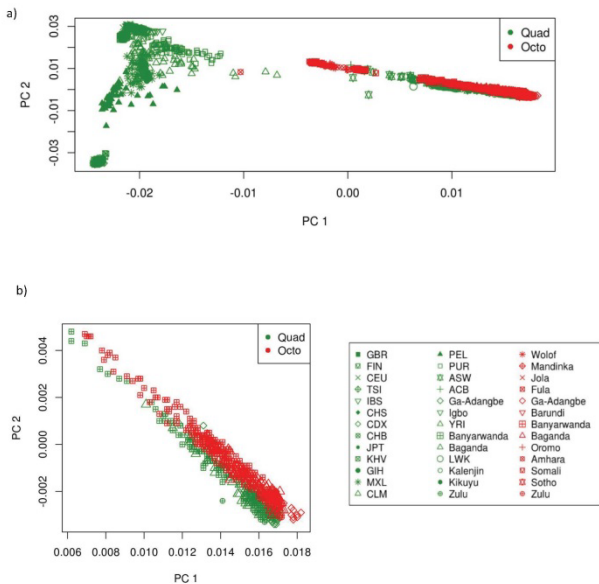 a)
0.03
0.01
-0.01
-0.03
PC 2
Quad
Octo
-0.02
-0.01
0.00
0.01
PC 1
b)
0.004
0.002
0.000
-0.002
PC 2
Quad
Octo
0.006
0.008
0.010
0.012
0.014
0.016
0.018
PC 1
GBR
FIN
CEU
TSI
IBS
CHS
CDX
CHB
JPT
KHV
GIH
MXL
CLM
PEL
PUR
ASW
ACB
Ga-Adangbe
Igbo
YRI
Banyarwanda
Baganda
LWK
Kalenjin
Kikuyu
Zulu
Wolof
Mandinka
Jola
Fula
Ga-Adangbe
Barundi
Banyarwanda
Baganda
Oromo
Amhara
Somali
Sotho
Zulu